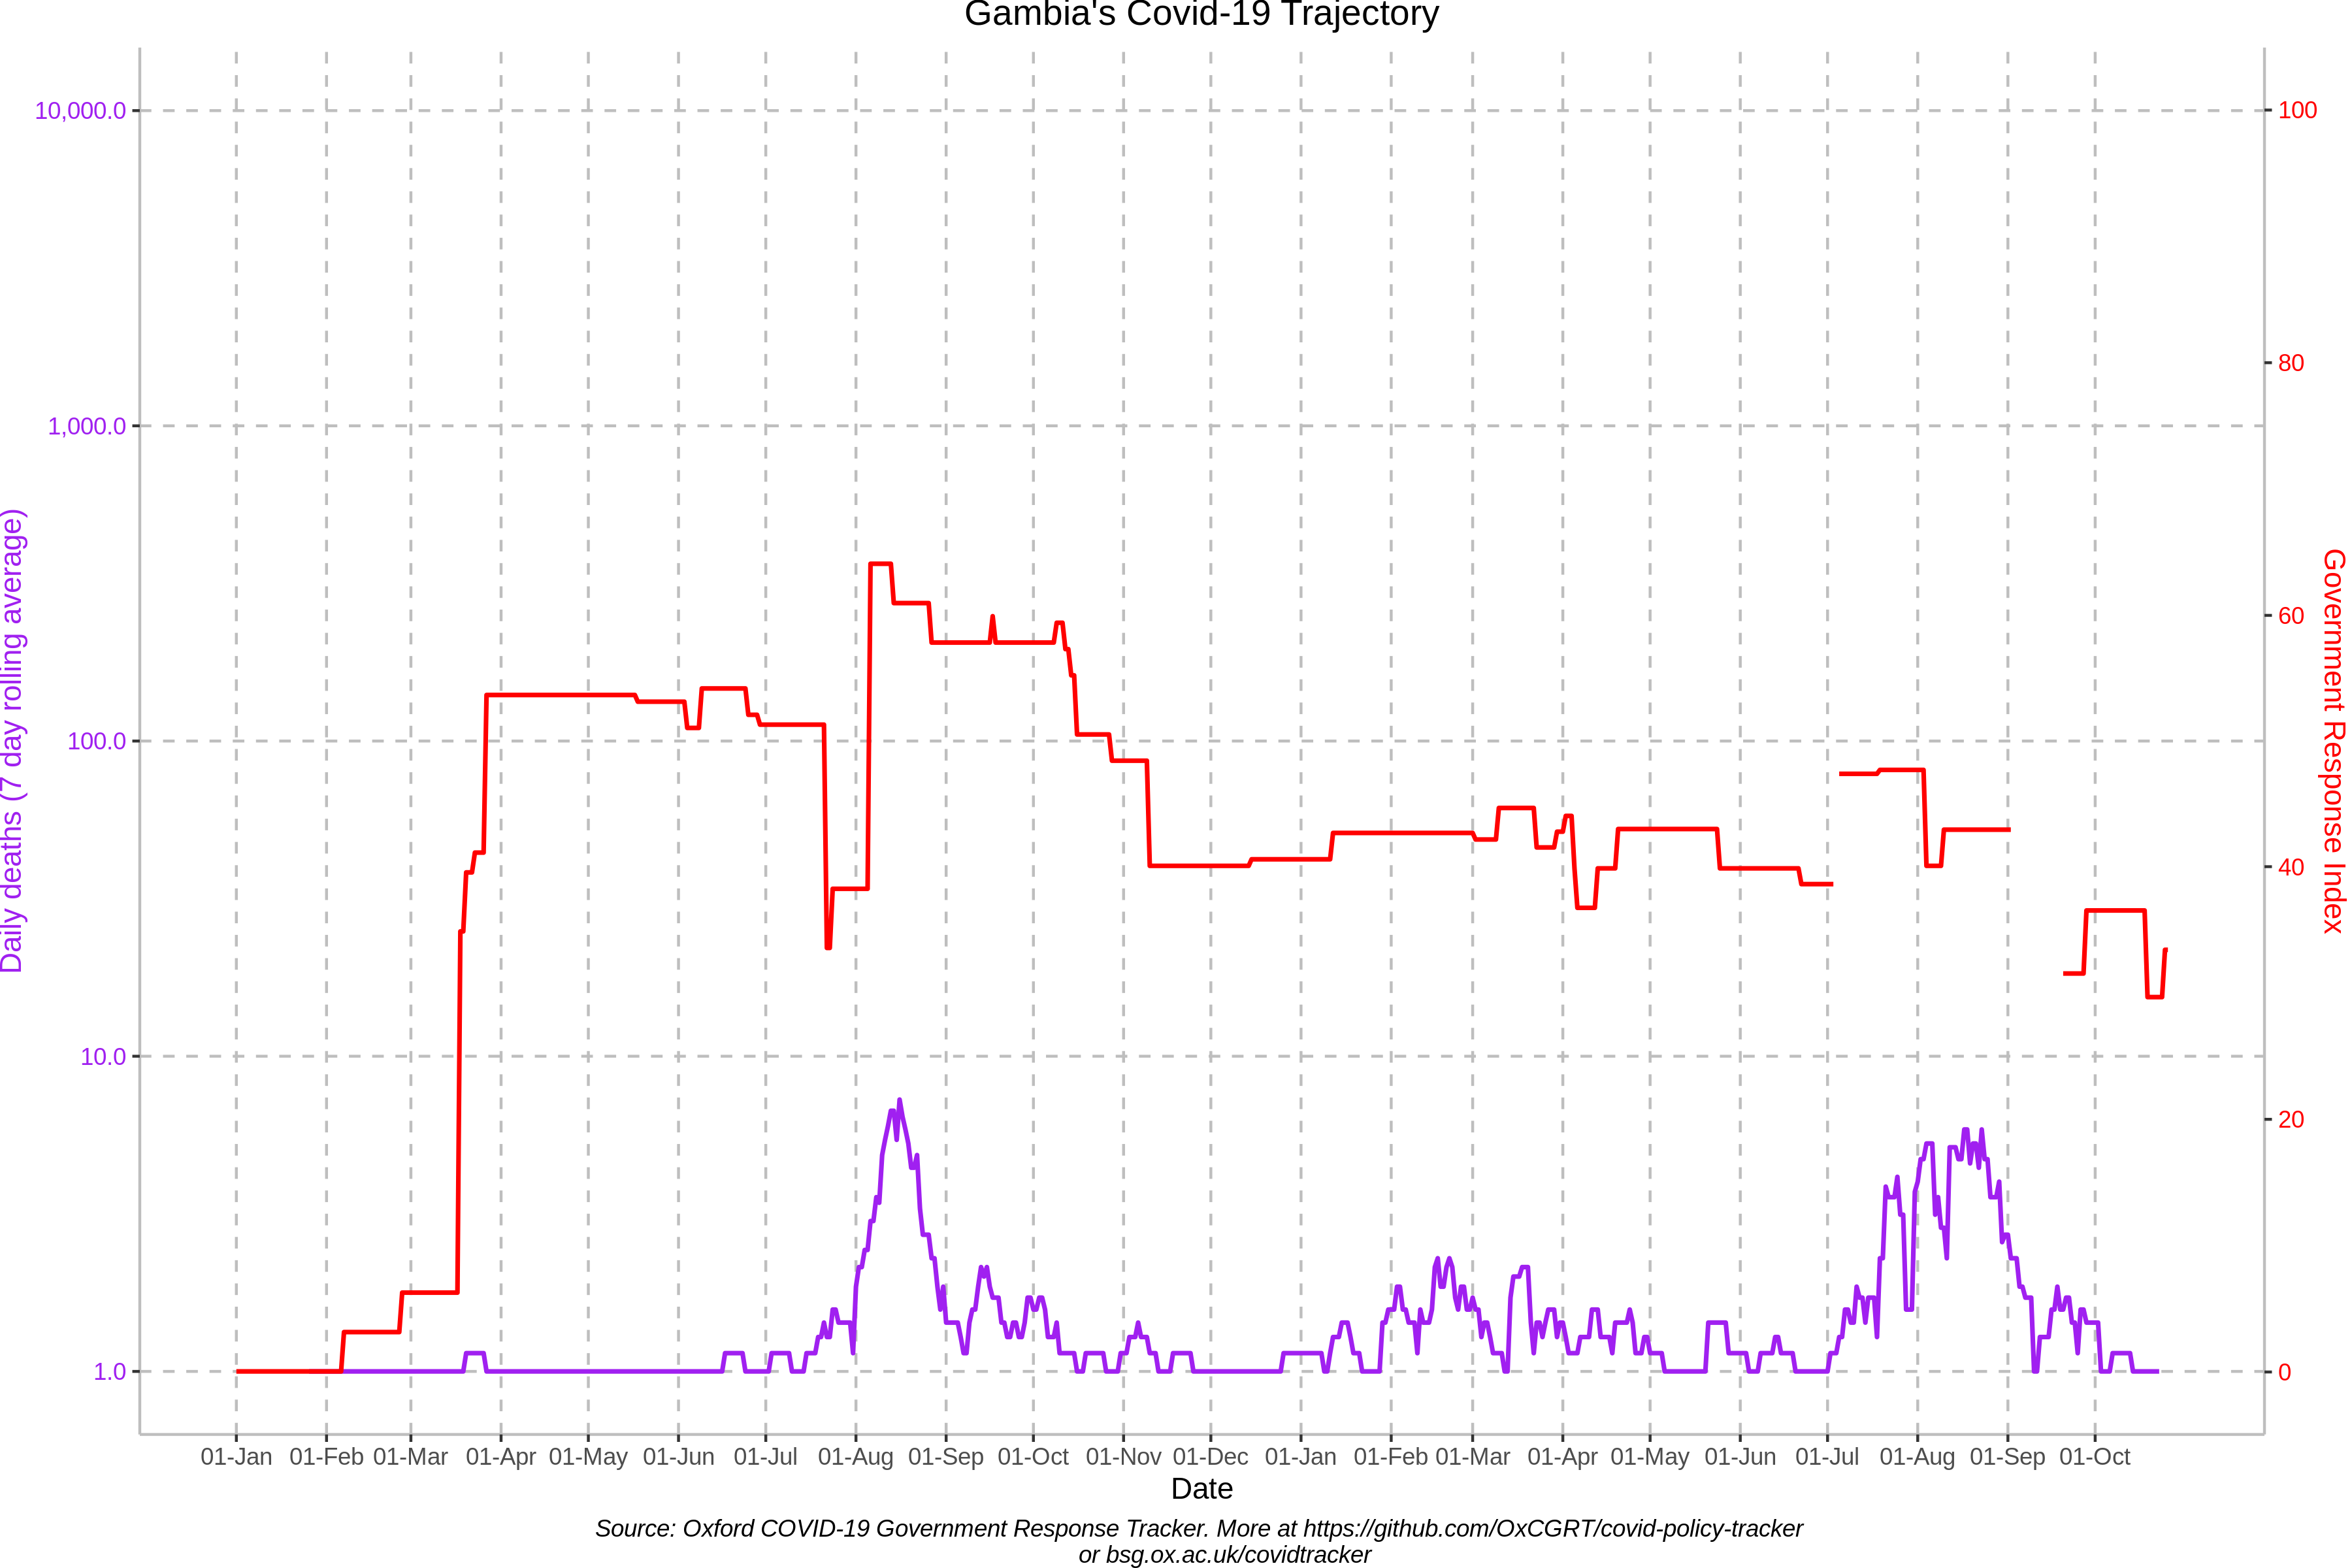 Gambia's Covid-19 Trajectory
10,000.0
1,000.0
100.0
10.0
1.0
Daily deaths (7 day rolling average)
100
80
60
40
20
0
Government Response Index
01-Jan 01-Feb 01-Mar 01-Apr 01-May 01-Jun 01-Jul 01-Aug 01-Sep 01-Oct 01-Nov 01-Dec 01-Jan 01-Feb 01-Mar 01-Apr 01-May 01-Jun 01-Jul 01-Aug 01-Sep 01-Oct
Date
Source: Oxford COVID-19 Government Response Tracker. More at https://github.com/OxCGRT/covid-policy-tracker
or bsg.ox.ac.uk/covidtracker